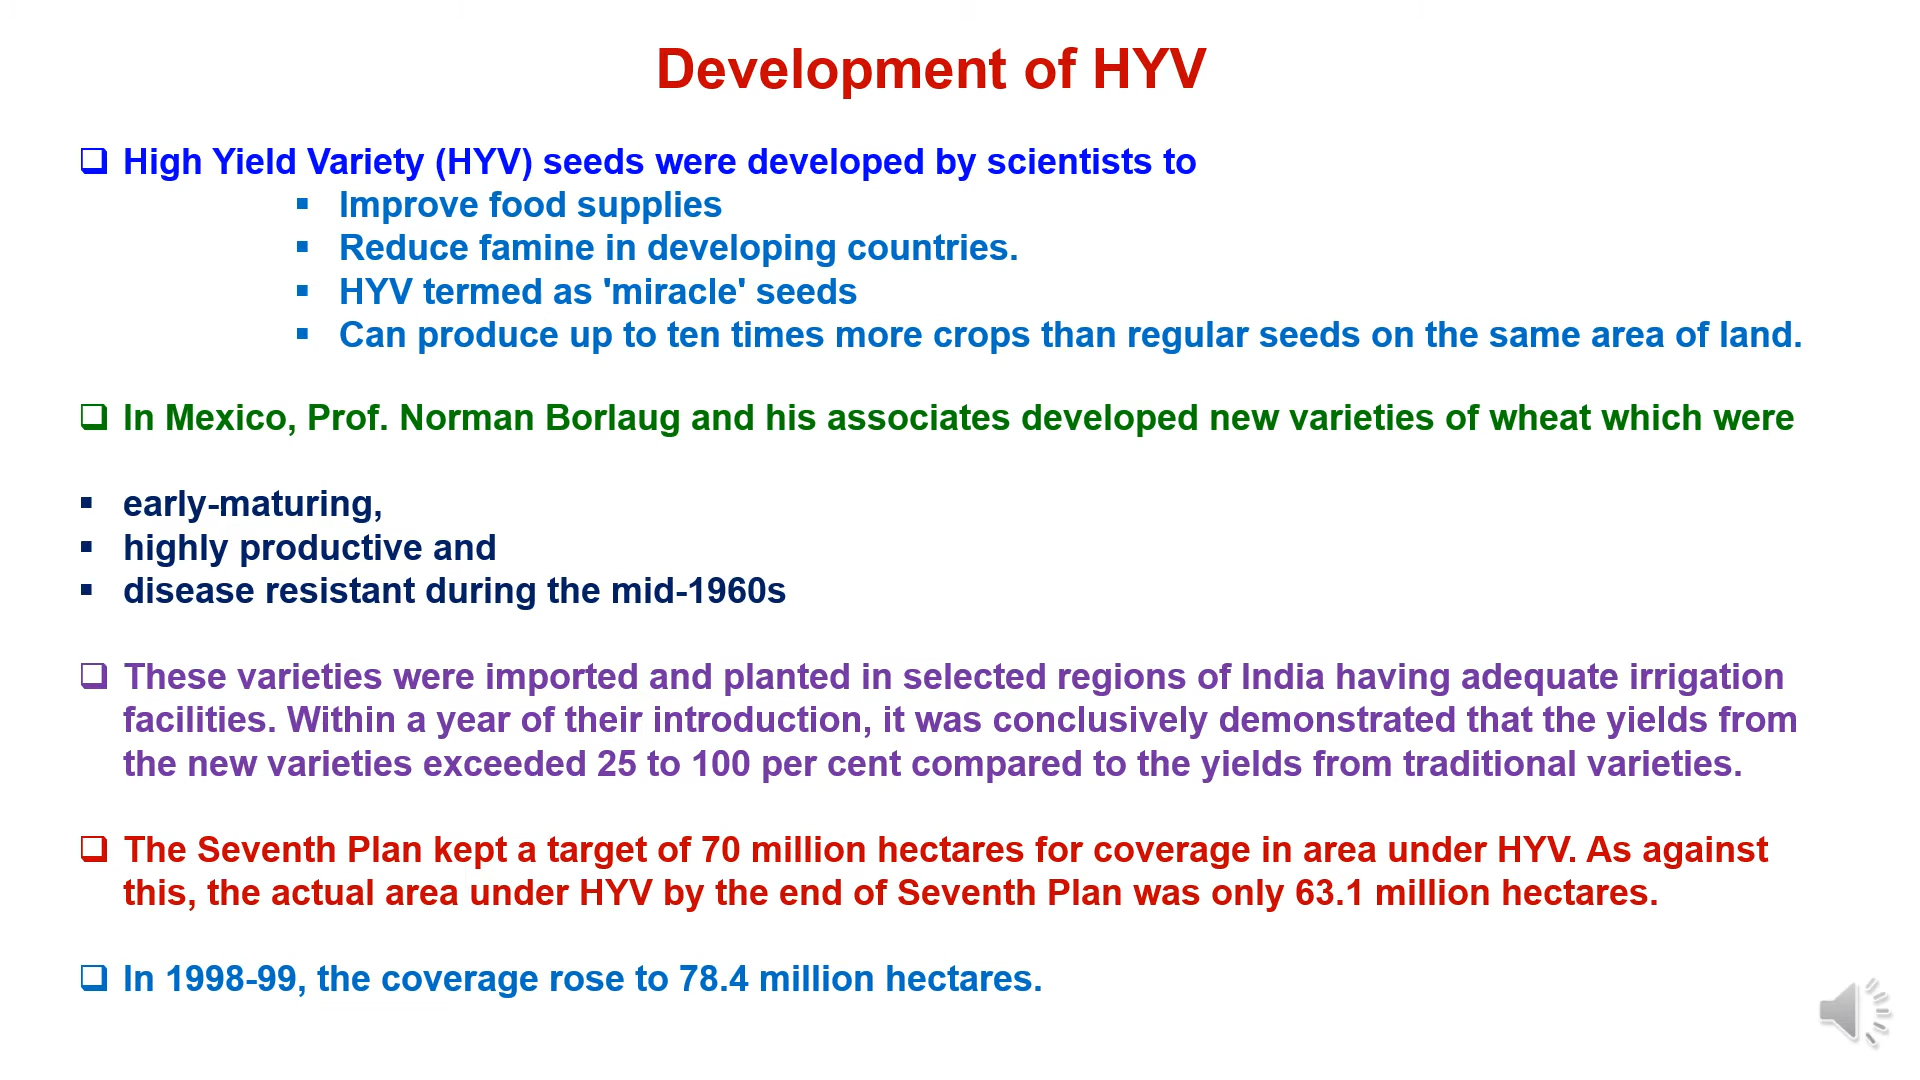 Development of HYV
❑ High Yield Variety (HYV) seeds were developed by scientists to
▪ Improve food supplies
▪ Reduce famine in developing countries.
▪ HYV termed as 'miracle' seeds
▪ Can produce up to ten times more crops than regular seeds on the same area of land.
❑ In Mexico, Prof. Norman Borlaug and his associates developed new varieties of wheat which were
▪ early-maturing,
▪ highly productive and
▪ disease resistant during the mid-1960s
❑ These varieties were imported and planted in selected regions of India having adequate irrigation
facilities. Within a year of their introduction, it was conclusively demonstrated that the yields from
the new varieties exceeded 25 to 100 per cent compared to the yields from traditional varieties.
❑ The Seventh Plan kept a target of 70 million hectares for coverage in area under HYV. As against
this, the actual area under HYV by the end of Seventh Plan was only 63.1 million hectares.
❑ In 1998-99, the coverage rose to 78.4 million hectares.